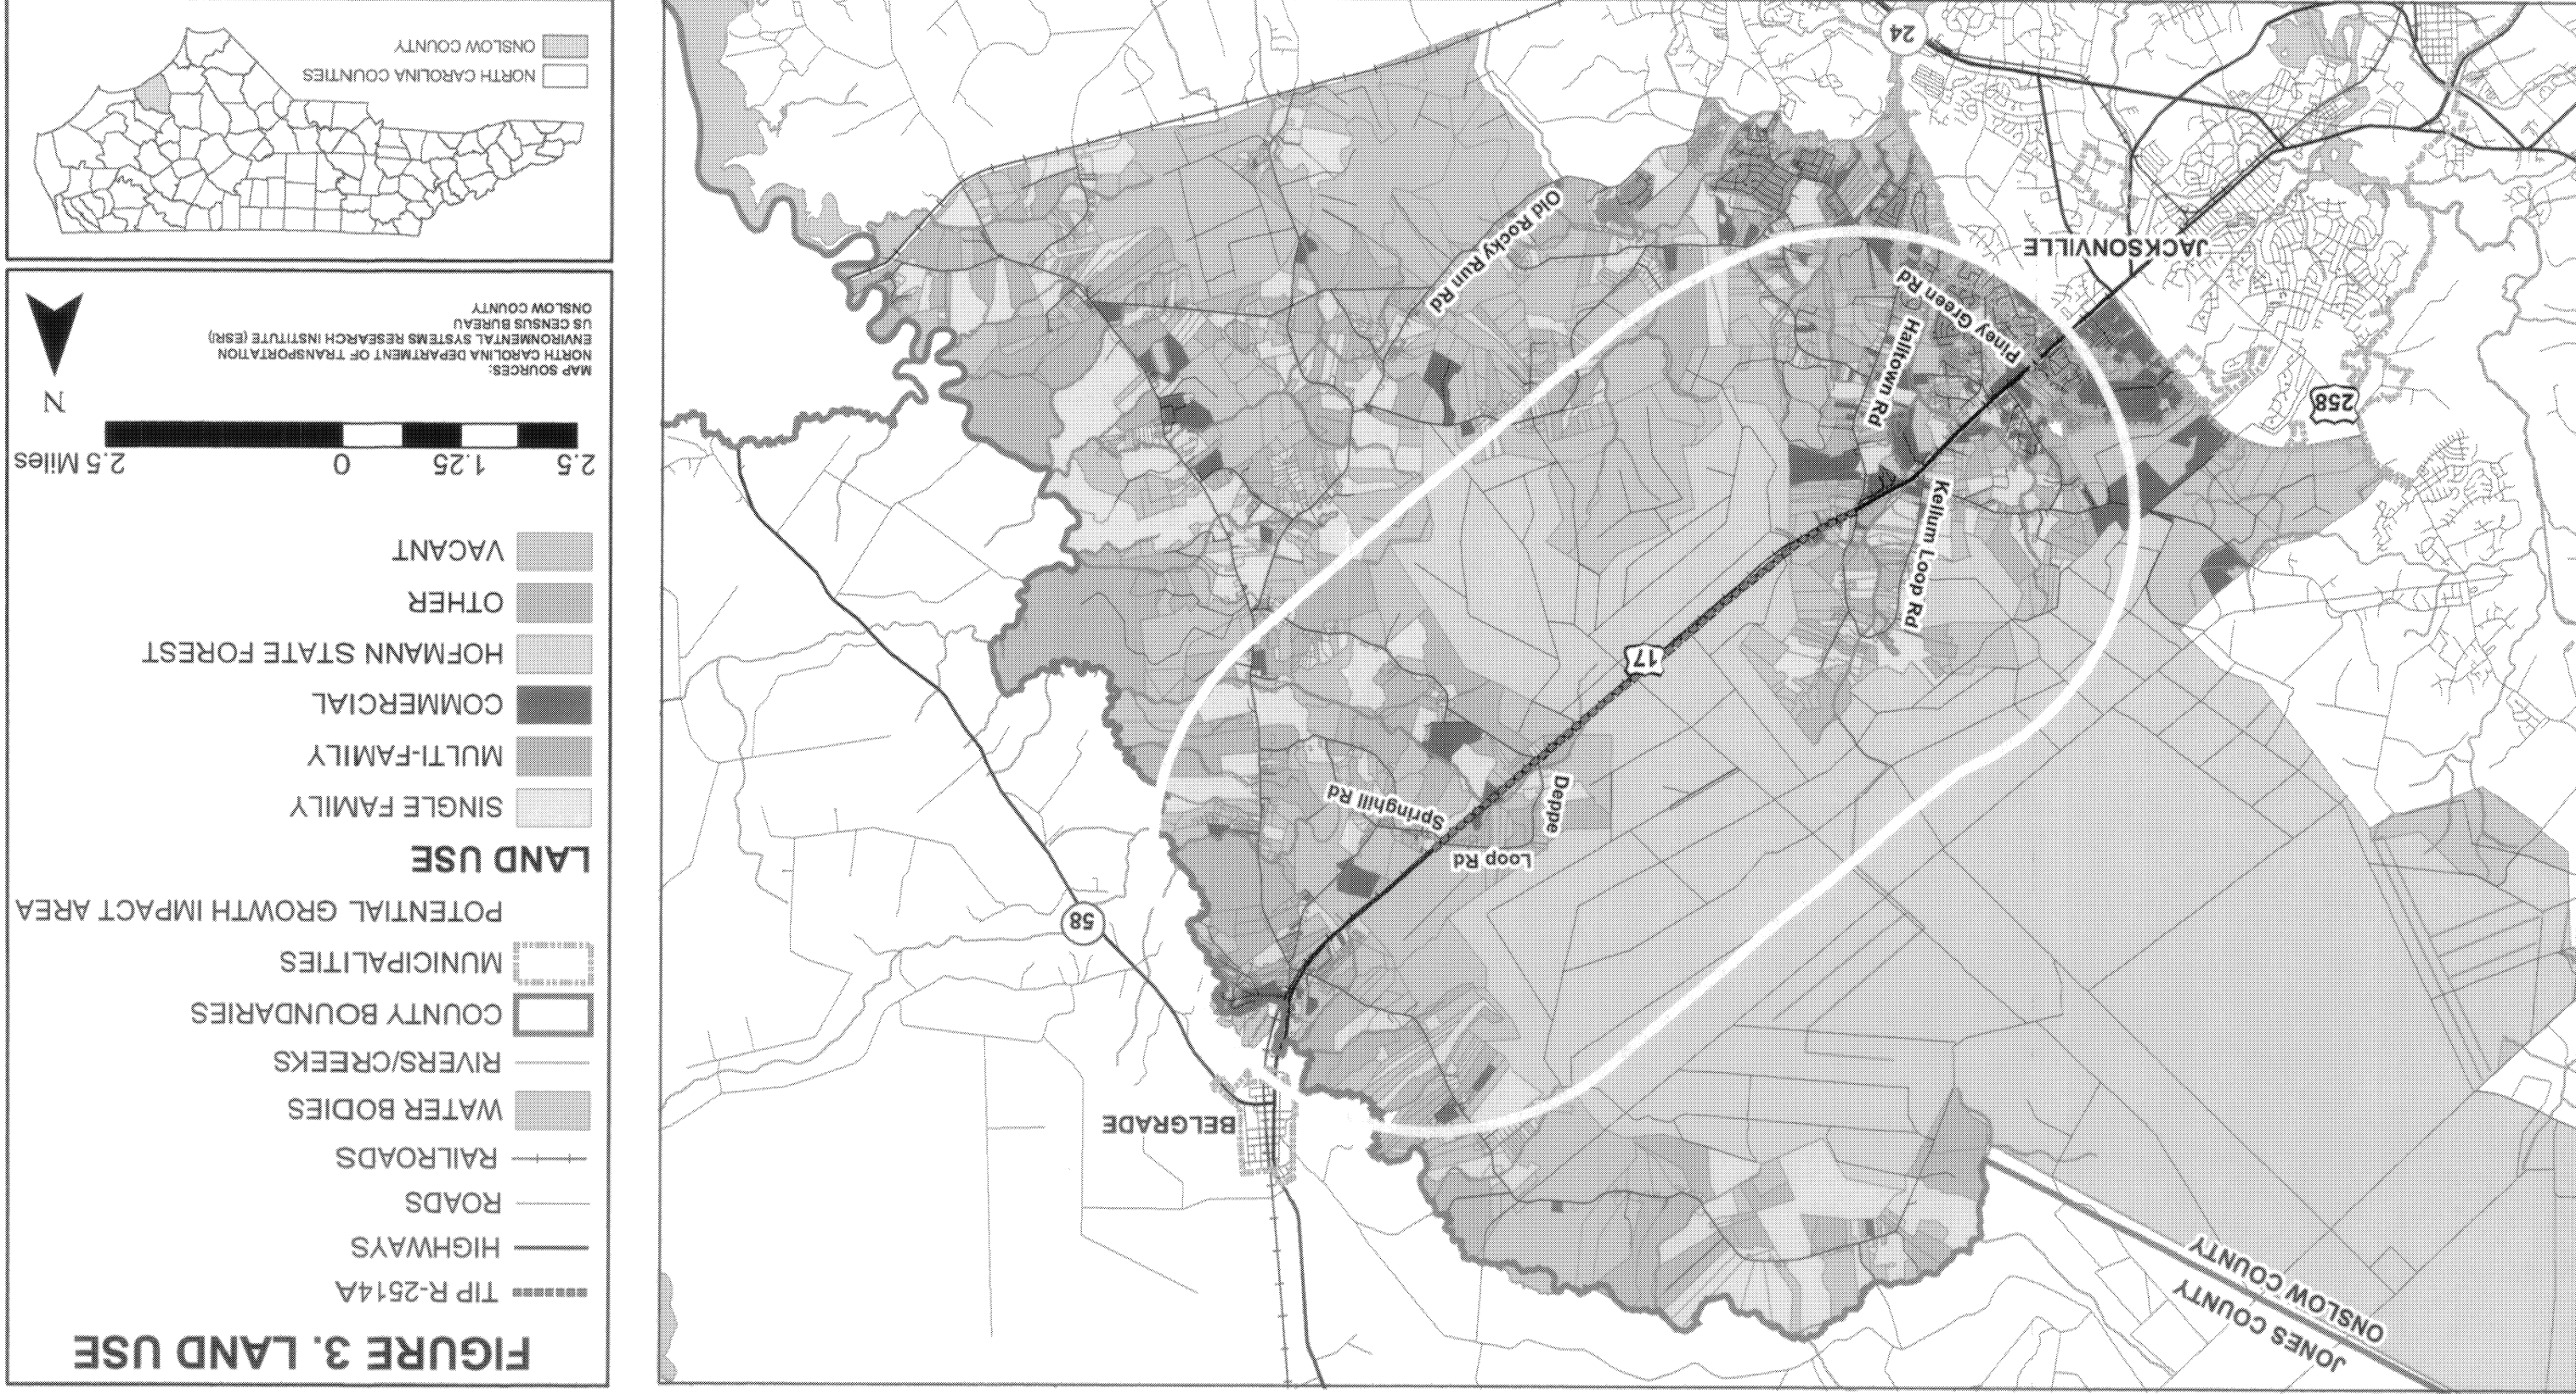 FIGURE 3. LAND USE
TIP R-2514A
HIGHWAYS
ROADS
RAILROADS
WATER BODIES
RIVERS/CREEKS
COUNTY BOUNDARIES
MUNICIPALITIES
POTENTIAL GROWTH IMPACT AREA
LAND USE
SINGLE FAMILY
MULTI-FAMILY
COMMERCIAL
HOFMANN STATE FOREST
OTHER
VACANT
2.5
1.25
0
2.5 Miles
N
MAP SOURCES:
NORTH CAROLINA DEPARTMENT OF TRANSPORTATION
ENVIRONMENTAL SYSTEMS RESEARCH INSTITUTE (ESRI)
US CENSUS BUREAU
ONSLOW COUNTY
NORTH CAROLINA COUNTIES
ONSLOW COUNTY
JONES COUNTY
ONSLOW COUNTY
BELGRADE
58
Loop Rd
Deppe
Springhill Rd
17
Kellum Loop Rd
Halltown Rd
Piney Green Rd
258
JACKSONVILLE
Old Rocky Run Rd
24